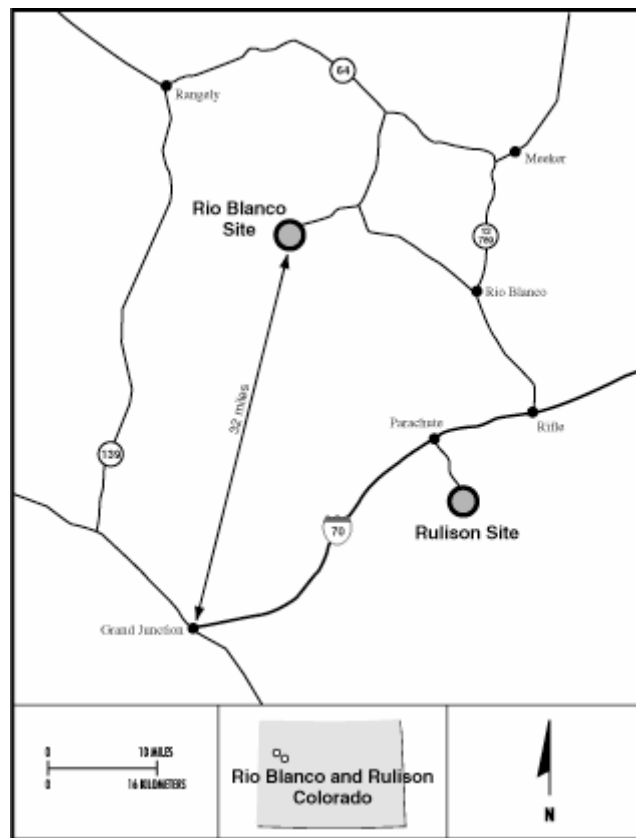 64
Rangely
Meeker
Rio Blanco
Site
13
789
Rio Blanco
32 miles
Parachute
Rifle
139
70
Rulison Site
Grand Junction
0
10 MILES
0
16 KILOMETERS
Rio Blanco and Rulison
Colorado
N